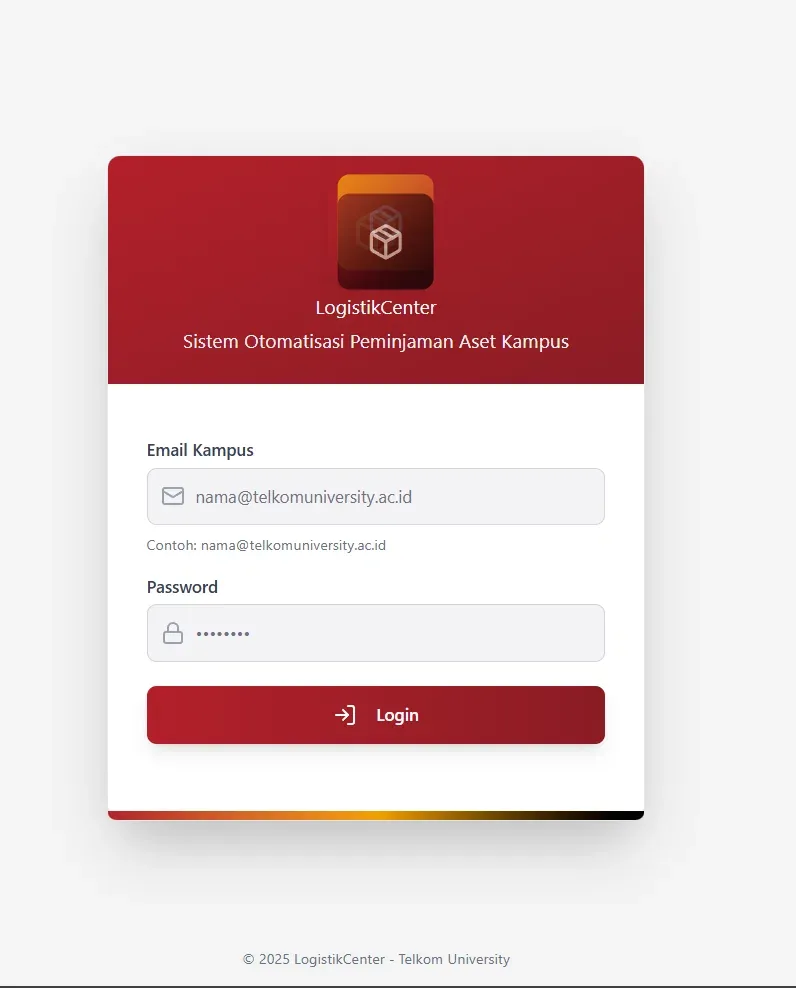 LogistikCenter
Sistem Otomatisasi Peminjaman Aset Kampus
Email Kampus
nama@telkomuniversity.ac.id
Contoh: nama@telkomuniversity.ac.id
Password
••••••••
Login
© 2025 LogistikCenter - Telkom University